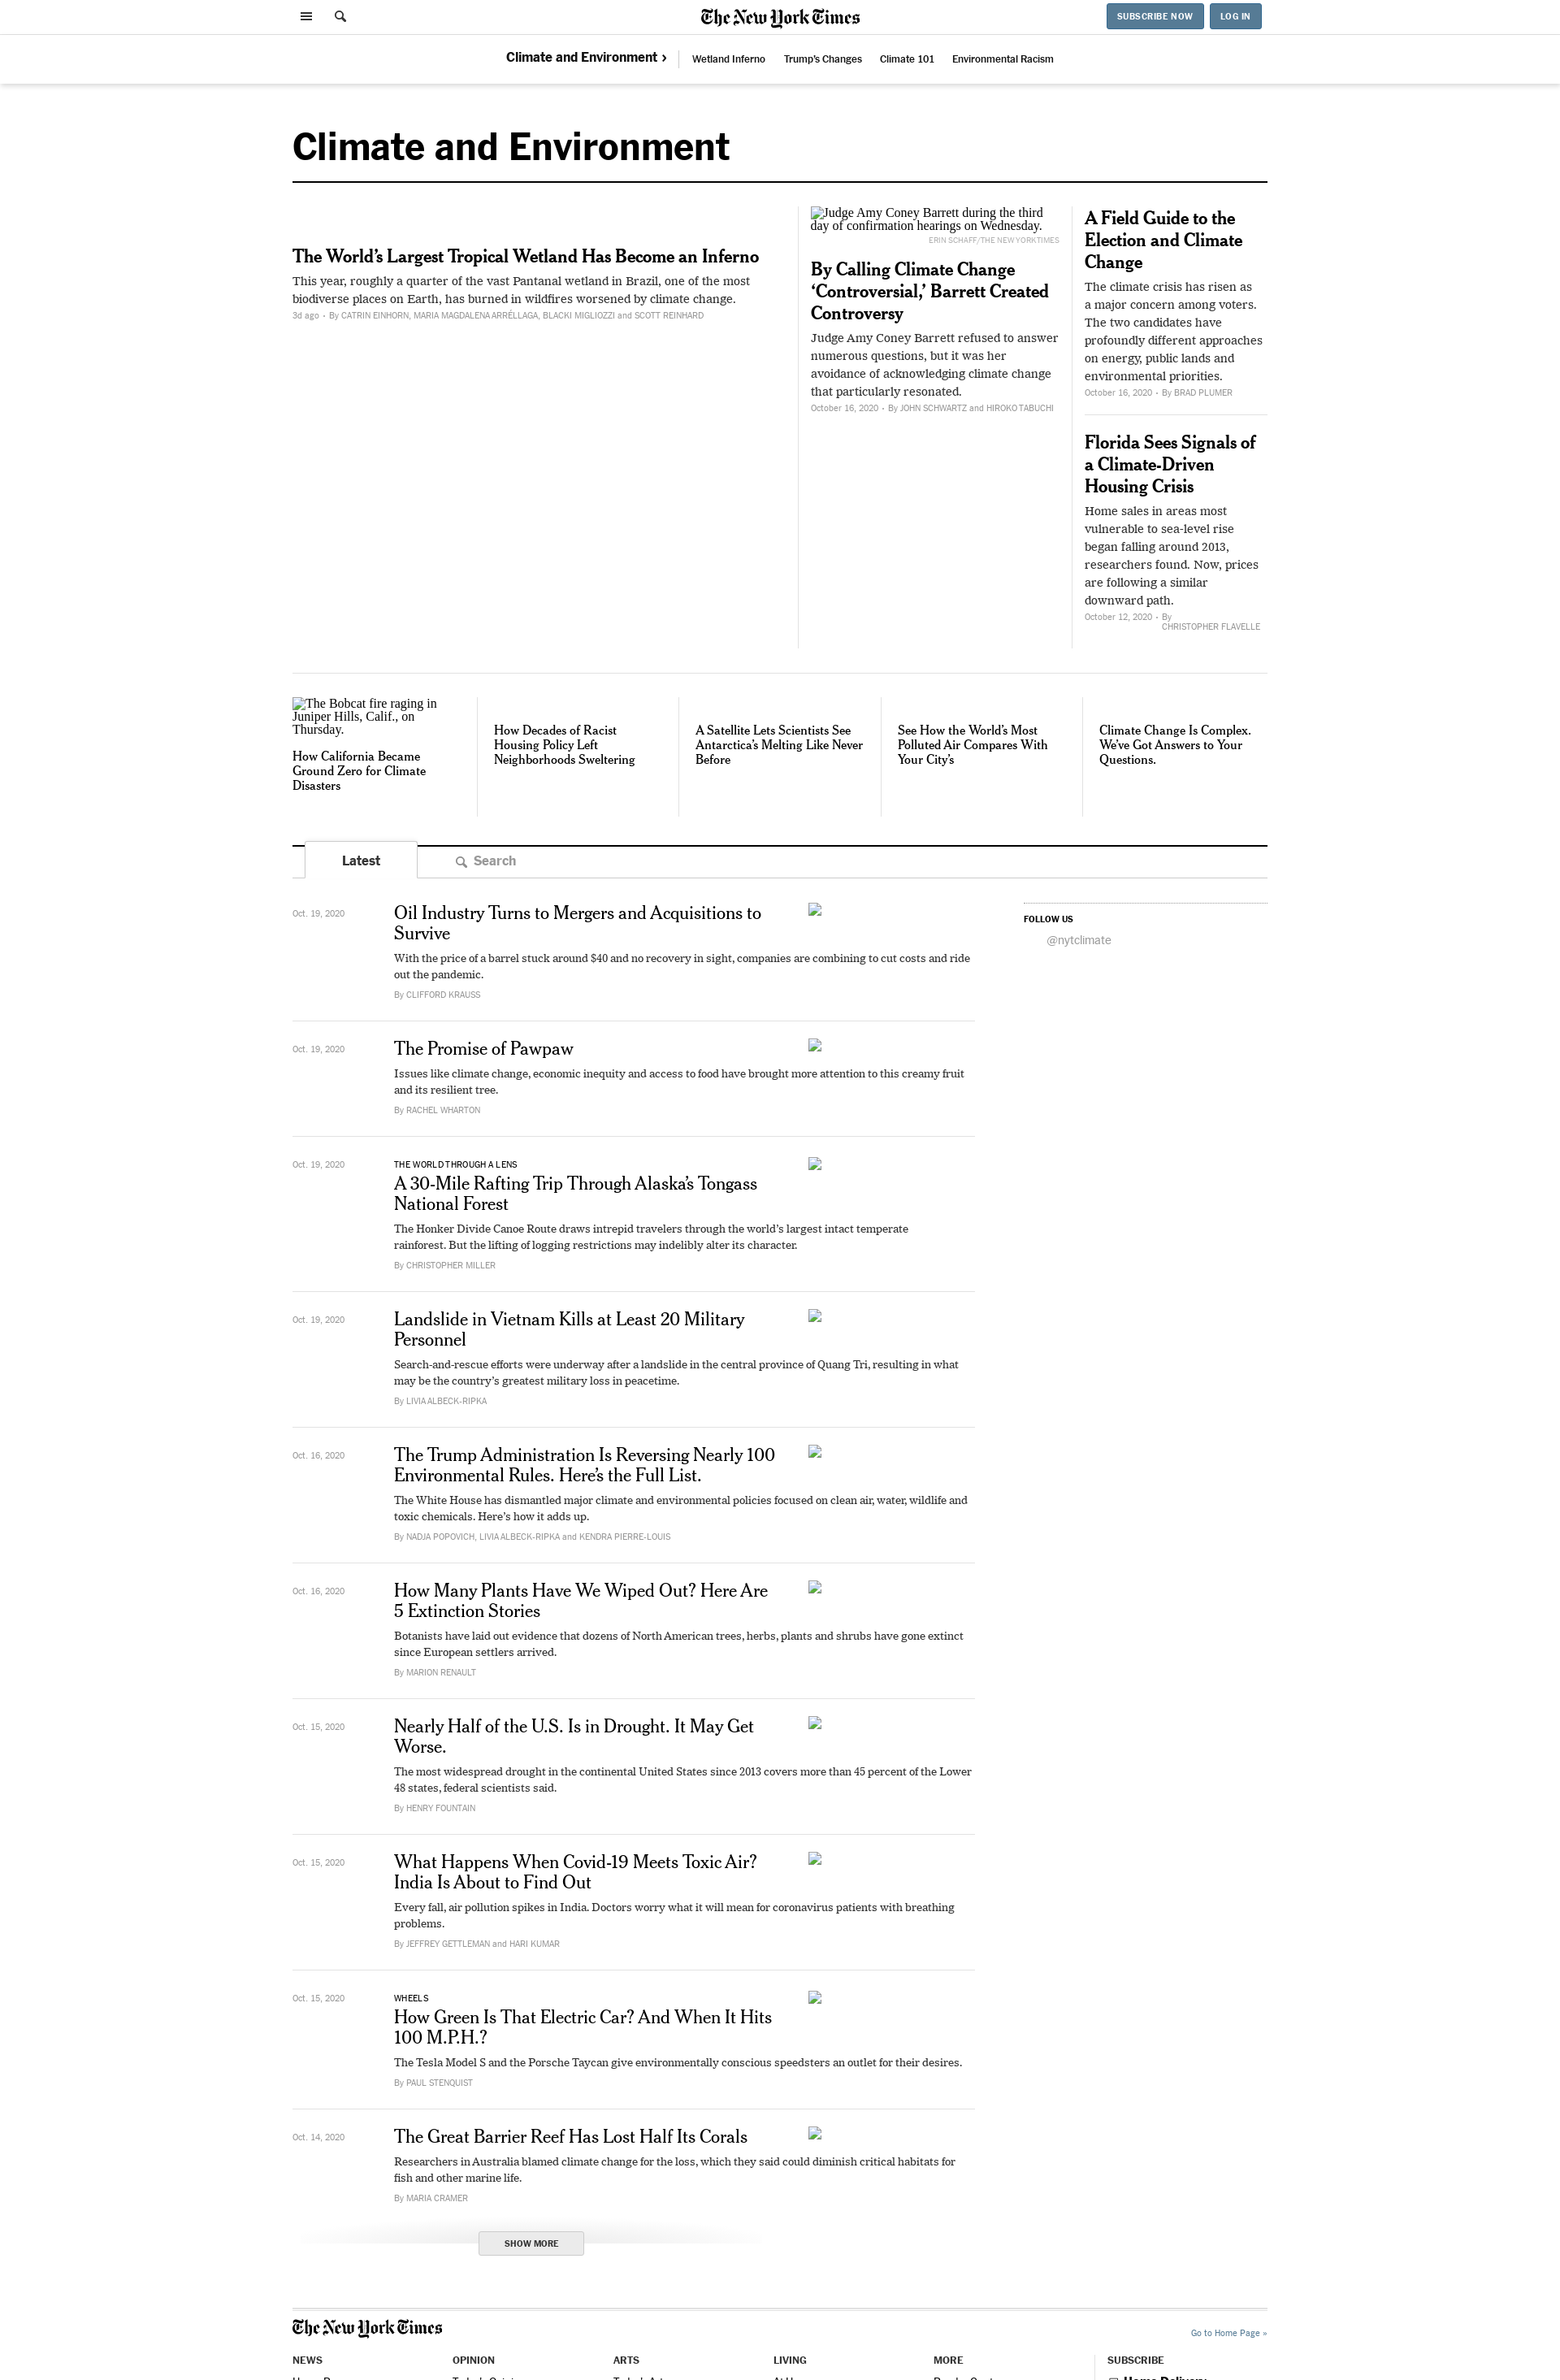 The New York Times
SUBSCRIBE NOW
LOG IN
Climate and Environment ›
Wetland Inferno
Trump's Changes
Climate 101
Environmental Racism
Climate and Environment
The World's Largest Tropical Wetland Has Become an Inferno
This year, roughly a quarter of the vast Pantanal wetland in Brazil, one of the most
biodiverse places on Earth, has burned in wildfires worsened by climate change.
3d ago • By CATRIN EINHORN, MARIA MAGDALENA ARRÉLLAGA, BLACKI MIGLIOZZI and SCOTT REINHARD
Judge Amy Coney Barrett during the third
day of confirmation hearings on Wednesday.
ERIN SCHAFF/THE NEW YORK TIMES
By Calling Climate Change
‘Controversial,’ Barrett Created
Controversy
Judge Amy Coney Barrett refused to answer
numerous questions, but it was her
avoidance of acknowledging climate change
that particularly resonated.
October 16, 2020 • By JOHN SCHWARTZ and HIROKO TABUCHI
A Field Guide to the
Election and Climate
Change
The climate crisis has risen as
a major concern among voters.
The two candidates have
profoundly different approaches
on energy, public lands and
environmental priorities.
October 16, 2020 • By BRAD PLUMER
Florida Sees Signals of
a Climate-Driven
Housing Crisis
Home sales in areas most
vulnerable to sea-level rise
began falling around 2013,
researchers found. Now, prices
are following a similar
downward path.
October 12, 2020 • By
CHRISTOPHER FLAVELLE
The Bobcat fire raging in
Juniper Hills, Calif., on
Thursday.
How California Became
Ground Zero for Climate
Disasters
How Decades of Racist
Housing Policy Left
Neighborhoods Sweltering
A Satellite Lets Scientists See
Antarctica's Melting Like Never
Before
See How the World's Most
Polluted Air Compares With
Your City's
Climate Change Is Complex.
We've Got Answers to Your
Questions.
Latest
Search
Oct. 19, 2020
Oil Industry Turns to Mergers and Acquisitions to
Survive
With the price of a barrel stuck around $40 and no recovery in sight, companies are combining to cut costs and ride
out the pandemic.
By CLIFFORD KRAUSS
FOLLOW US
@nytclimate
Oct. 19, 2020
The Promise of Pawpaw
Issues like climate change, economic inequity and access to food have brought more attention to this creamy fruit
and its resilient tree.
By RACHEL WHARTON
Oct. 19, 2020
THE WORLD THROUGH A LENS
A 30-Mile Rafting Trip Through Alaska's Tongass
National Forest
The Honker Divide Canoe Route draws intrepid travelers through the world's largest intact temperate
rainforest. But the lifting of logging restrictions may indelibly alter its character.
By CHRISTOPHER MILLER
Oct. 19, 2020
Landslide in Vietnam Kills at Least 20 Military
Personnel
Search-and-rescue efforts were underway after a landslide in the central province of Quang Tri, resulting in what
may be the country's greatest military loss in peacetime.
By LIVIA ALBECK-RIPKA
Oct. 16, 2020
The Trump Administration Is Reversing Nearly 100
Environmental Rules. Here's the Full List.
The White House has dismantled major climate and environmental policies focused on clean air, water, wildlife and
toxic chemicals. Here's how it adds up.
By NADJA POPOVICH, LIVIA ALBECK-RIPKA and KENDRA PIERRE-LOUIS
Oct. 16, 2020
How Many Plants Have We Wiped Out? Here Are
5 Extinction Stories
Botanists have laid out evidence that dozens of North American trees, herbs, plants and shrubs have gone extinct
since European settlers arrived.
By MARION RENAULT
Oct. 15, 2020
Nearly Half of the U.S. Is in Drought. It May Get
Worse.
The most widespread drought in the continental United States since 2013 covers more than 45 percent of the Lower
48 states, federal scientists said.
By HENRY FOUNTAIN
Oct. 15, 2020
What Happens When Covid-19 Meets Toxic Air?
India Is About to Find Out
Every fall, air pollution spikes in India. Doctors worry what it will mean for coronavirus patients with breathing
problems.
By JEFFREY GETTLEMAN and HARI KUMAR
Oct. 15, 2020
WHEELS
How Green Is That Electric Car? And When It Hits
100 M.P.H.?
The Tesla Model S and the Porsche Taycan give environmentally conscious speedsters an outlet for their desires.
By PAUL STENQUIST
Oct. 14, 2020
The Great Barrier Reef Has Lost Half Its Corals
Researchers in Australia blamed climate change for the loss, which they said could diminish critical habitats for
fish and other marine life.
By MARIA CRAMER
SHOW MORE
The New York Times
Go to Home Page »
NEWS
OPINION
ARTS
LIVING
MORE
SUBSCRIBE